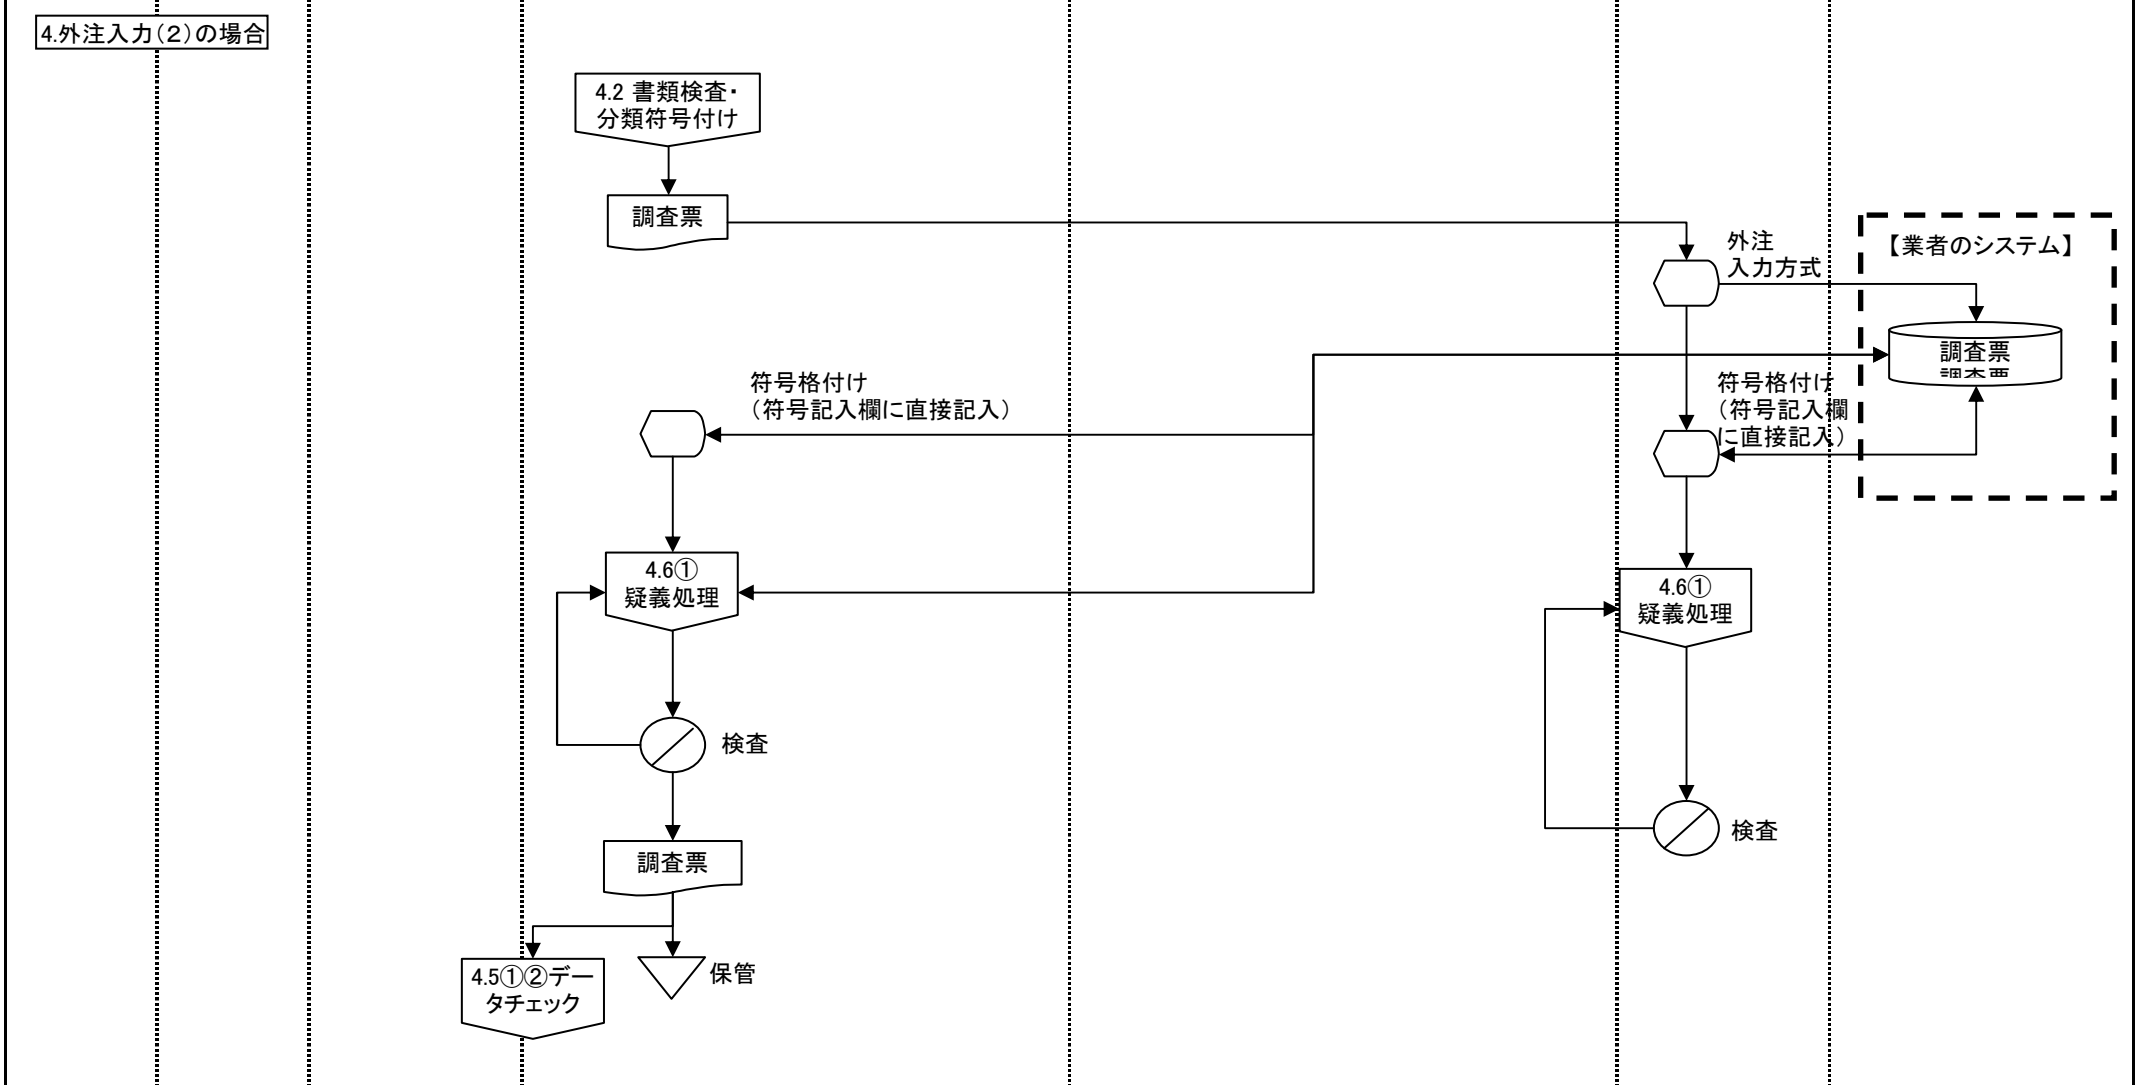 4.外注入力(2)の場合
4.2 書類検査・
分類符号付け
調査票
外注
入力方式
【業者のシステム】
調査票
調査票
符号格付け
(符号記入欄に直接記入)
符号格付け
(符号記入欄
に直接記入)
4.6①
疑義処理
4.6①
疑義処理
検査
検査
調査票
4.5①②デー
タチェック
保管